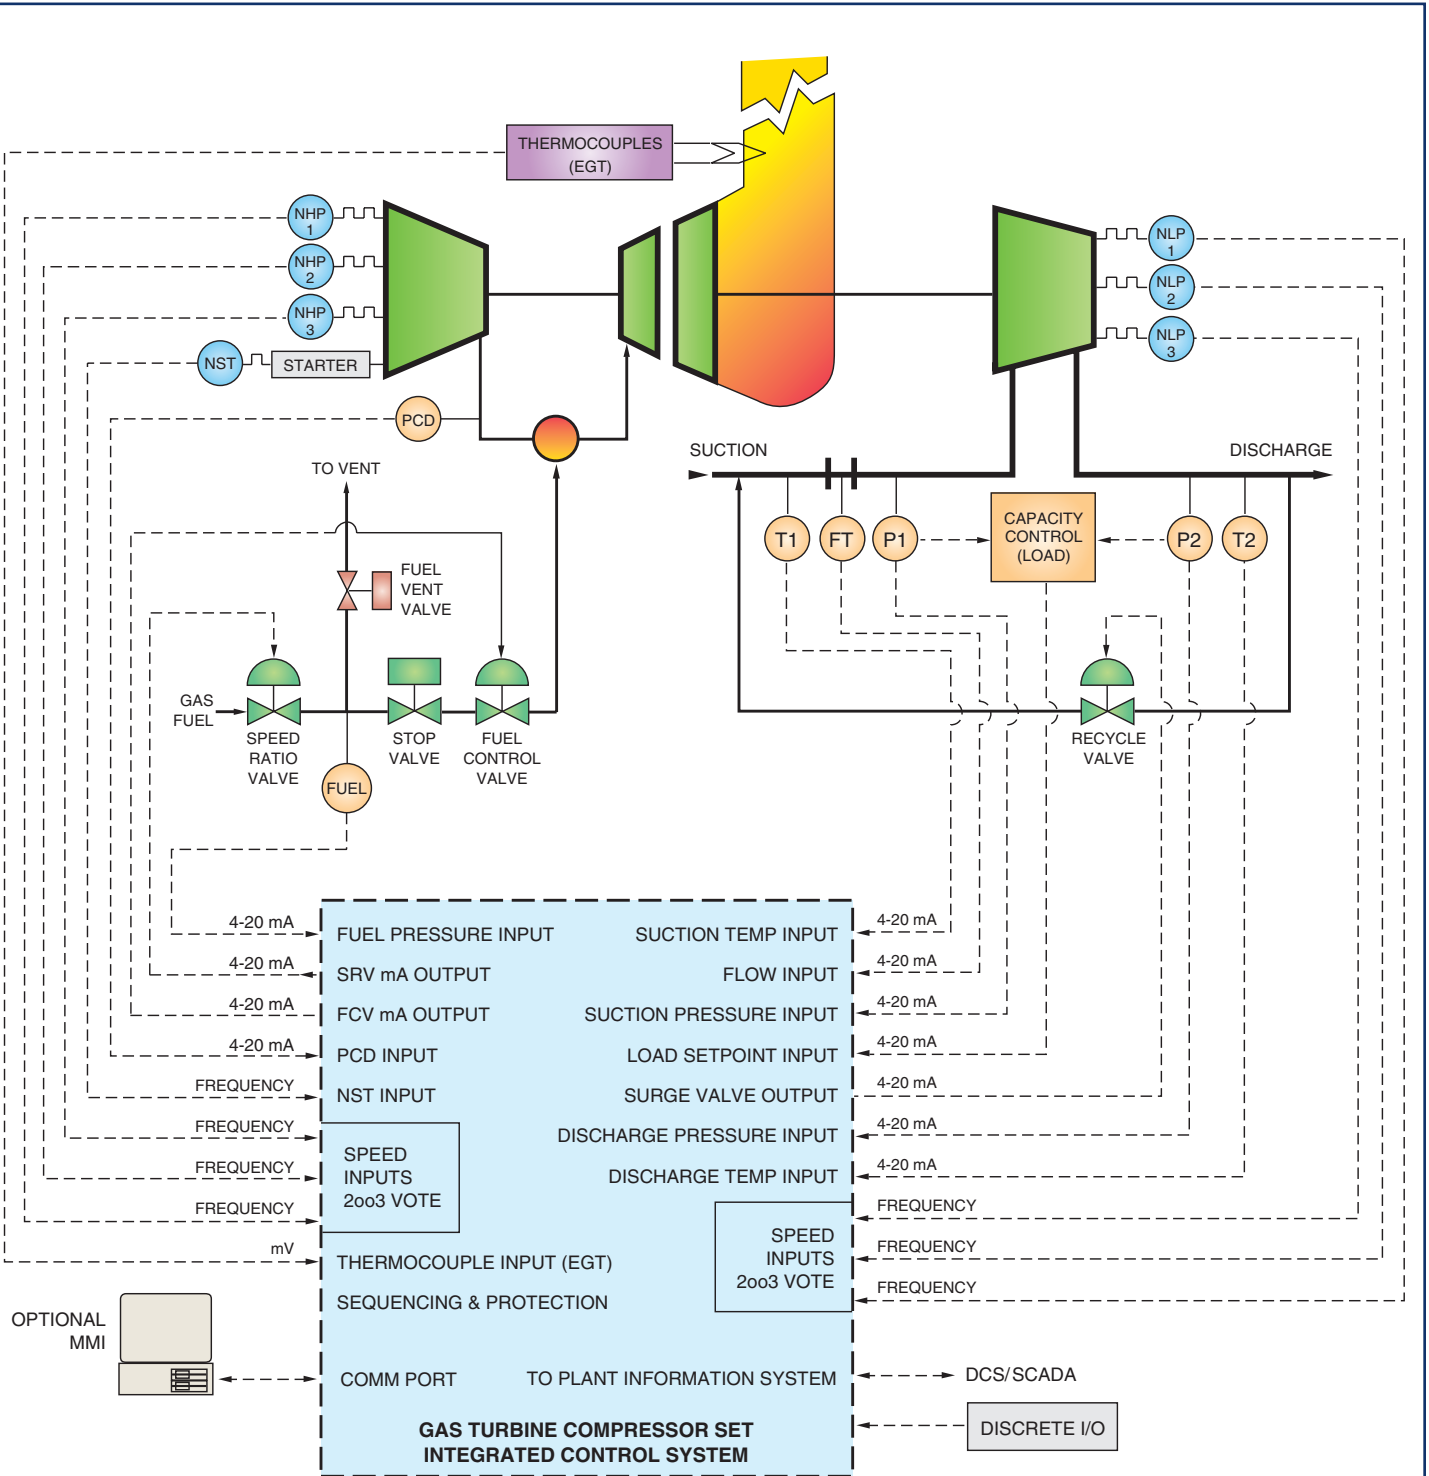 THERMOCOUPLES
(EGT)
NHP
1
NHP
2
NHP
3
NST
STARTER
PCD
NLP
1
NLP
2
NLP
3
TO VENT
SUCTION
DISCHARGE
T1
FT
P1
CAPACITY
CONTROL
(LOAD)
P2
T2
FUEL
VENT
VALVE
GAS
FUEL
SPEED
RATIO
VALVE
STOP
VALVE
FUEL
CONTROL
VALVE
RECYCLE
VALVE
FUEL
4-20 mA
FUEL PRESSURE INPUT
4-20 mA
SRV mA OUTPUT
4-20 mA
FCV mA OUTPUT
4-20 mA
PCD INPUT
FREQUENCY
NST INPUT
FREQUENCY
FREQUENCY
FREQUENCY
SPEED
INPUTS
2oo3 VOTE
mV
THERMOCOUPLE INPUT (EGT)
SEQUENCING & PROTECTION
SUCTION TEMP INPUT
4-20 mA
FLOW INPUT
4-20 mA
SUCTION PRESSURE INPUT
4-20 mA
LOAD SETPOINT INPUT
4-20 mA
SURGE VALVE OUTPUT
4-20 mA
DISCHARGE PRESSURE INPUT
4-20 mA
DISCHARGE TEMP INPUT
4-20 mA
SPEED
INPUTS
2oo3 VOTE
FREQUENCY
FREQUENCY
FREQUENCY
OPTIONAL
MMI
COMM PORT
TO PLANT INFORMATION SYSTEM
DCS/SCADA
DISCRETE I/O
GAS TURBINE COMPRESSOR SET
INTEGRATED CONTROL SYSTEM